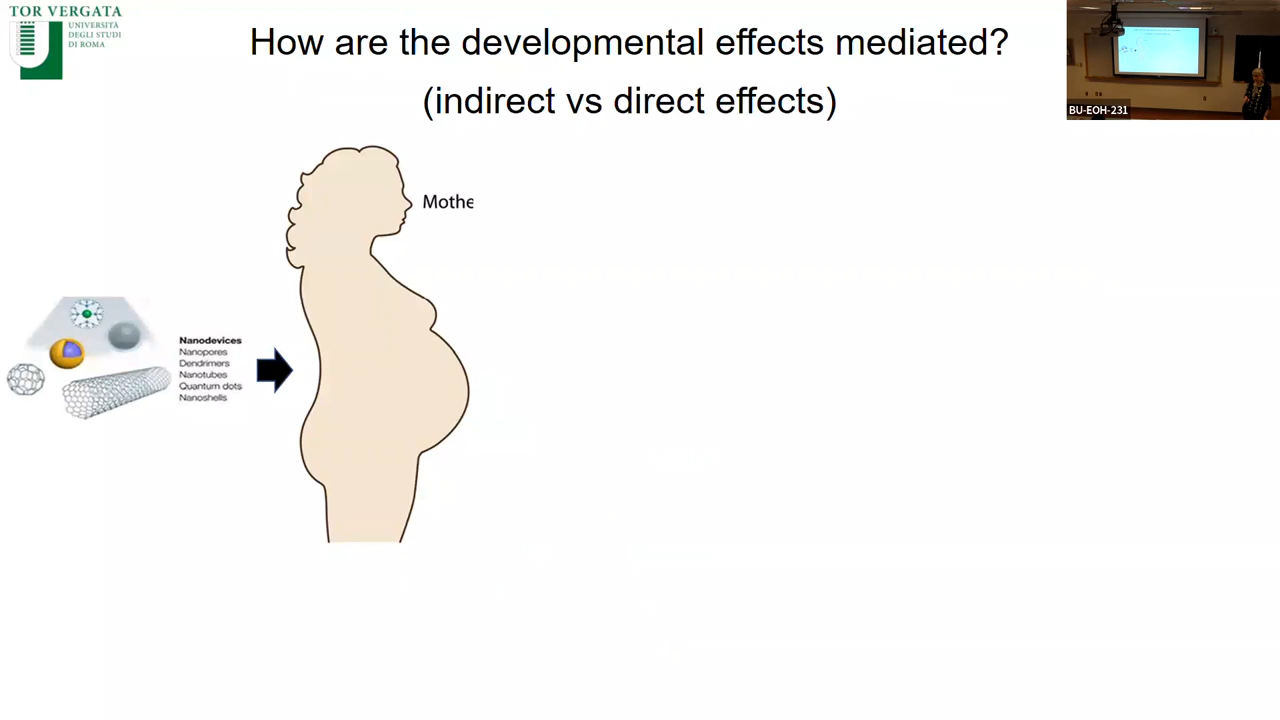 TOR VERGATA
UNIVERSITÀ
DEGLI STUDI
DI ROMA
How are the developmental effects mediated?
(indirect vs direct effects)
BU-EOH-231
Mothe
Nanodevices
Nanopores
Dendrimers
Nanotubes
Quantum dots
Nanoshells